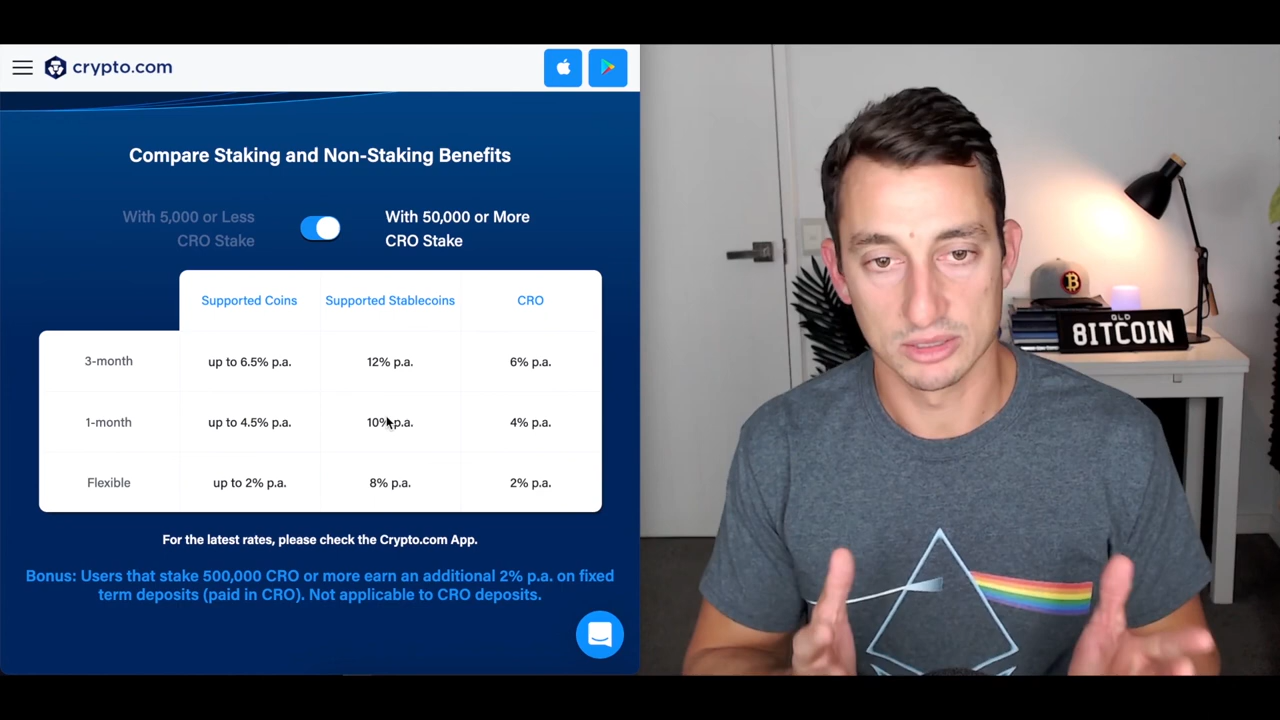 crypto.com
Compare Staking and Non-Staking Benefits
With 5,000 or Less
CRO Stake
With 50,000 or More
CRO Stake
Supported Coins Supported Stablecoins CRO
3-month up to 6.5% p.a. 12% p.a. 6% p.a.
1-month up to 4.5% p.a. 10% p.a. 4% p.a.
Flexible up to 2% p.a. 8% p.a. 2% p.a.
For the latest rates, please check the Crypto.com App.
Bonus: Users that stake 500,000 CRO or more earn an additional 2% p.a. on fixed
term deposits (paid in CRO). Not applicable to CRO deposits.
QLD
8ITCOIN